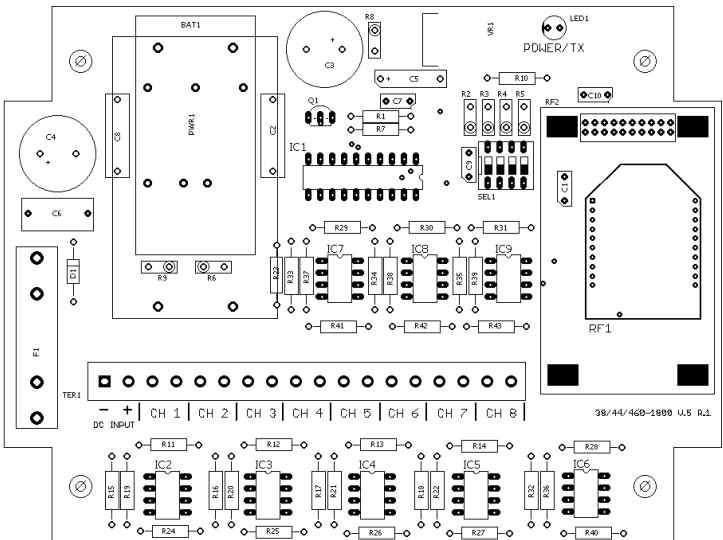 BAT1
R8
LED1
VR1
POWER/TX
+
C3
+ C5
R10
C4
+
C8
PWR1
C2
Q1
C7
R1
R7
R2 R3 R4 R5
RF2
C10
IC1
C9
SEL1
C1
C6
D1
R9
R6
R29
R30
R31
IC7
IC8
IC9
R23
R33
R37
R34
R38
R35
R39
R41
R42
R43
RF1
F1
TER1
- + CH 1 CH 2 CH 3 CH 4 CH 5 CH 6 CH 7 CH 8
DC INPUT
38/44/460-1800 V.5 R.1
R11
R12
R13
R14
R28
IC2
IC3
IC4
IC5
IC6
R15
R19
R16
R20
R17
R21
R18
R22
R32
R36
R24
R25
R26
R27
R40